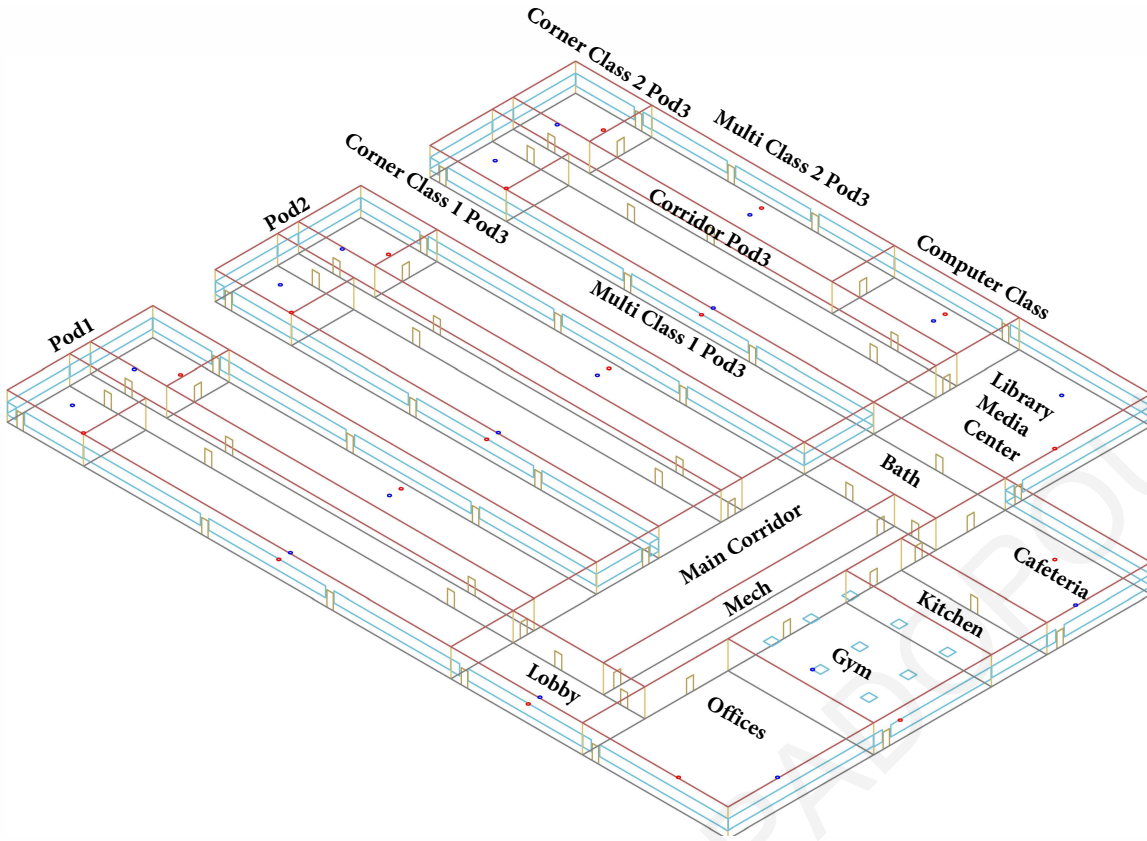 Corner Class 2 Pod3
Multi Class 2 Pod3
Corner Class 1 Pod3
Pod2
Corridor Pod3
Computer Class
Multi Class 1 Pod3
Pod1
Library
Media
Center
Bath
Main Corridor
Mech
Cafeteria
Kitchen
Gym
Lobby
Offices